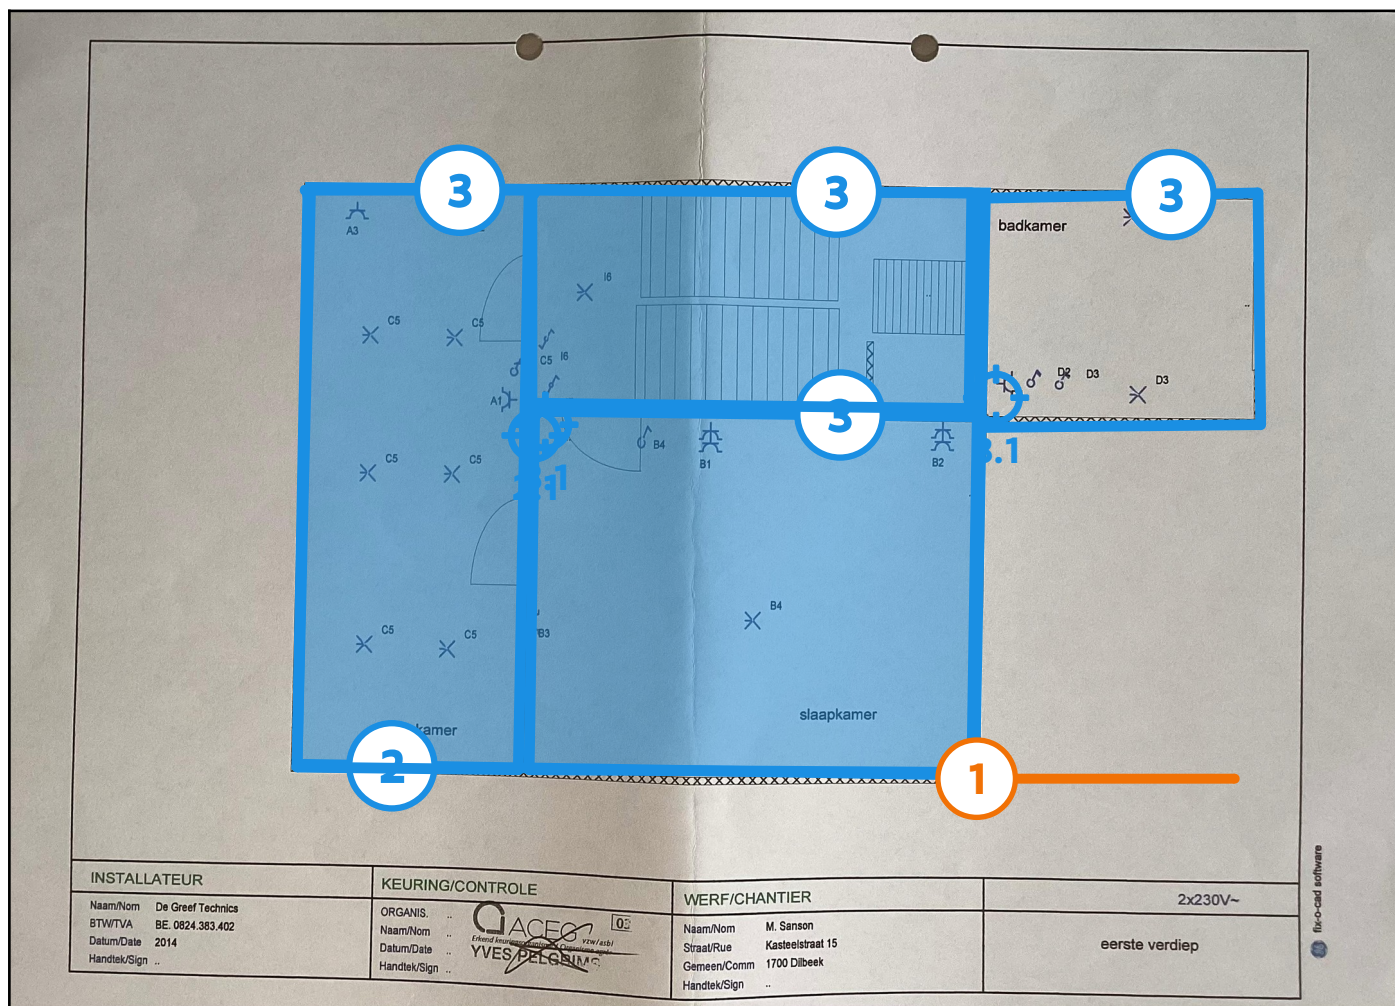 3
3
3
A3
badkamer
I6
C5
C5
C5
I6
A1
D2
D3
D3
3
B4
B1
B2
3.1
C5
C5
B4
C5
C5
B3
slaapkamer
kamer
2
1
INSTALLATEUR
Naam/Nom De Greef Technics
BTW/TVA BE. 0824.383.402
Datum/Date 2014
Handtek/Sign ..
KEURING/CONTROLE
ORGANIS. ..
Naam/Nom ..
Datum/Date ..
Handtek/Sign ..
ACEG
vzw/asbl
YVES PELGRIMS
WERF/CHANTIER
Naam/Nom M. Sanson
Straat/Rue Kasteelstraat 15
Gemeen/Comm 1700 Dilbeek
Handtek/Sign ..
2x230V~
eerste verdiep
fix-o-cad software